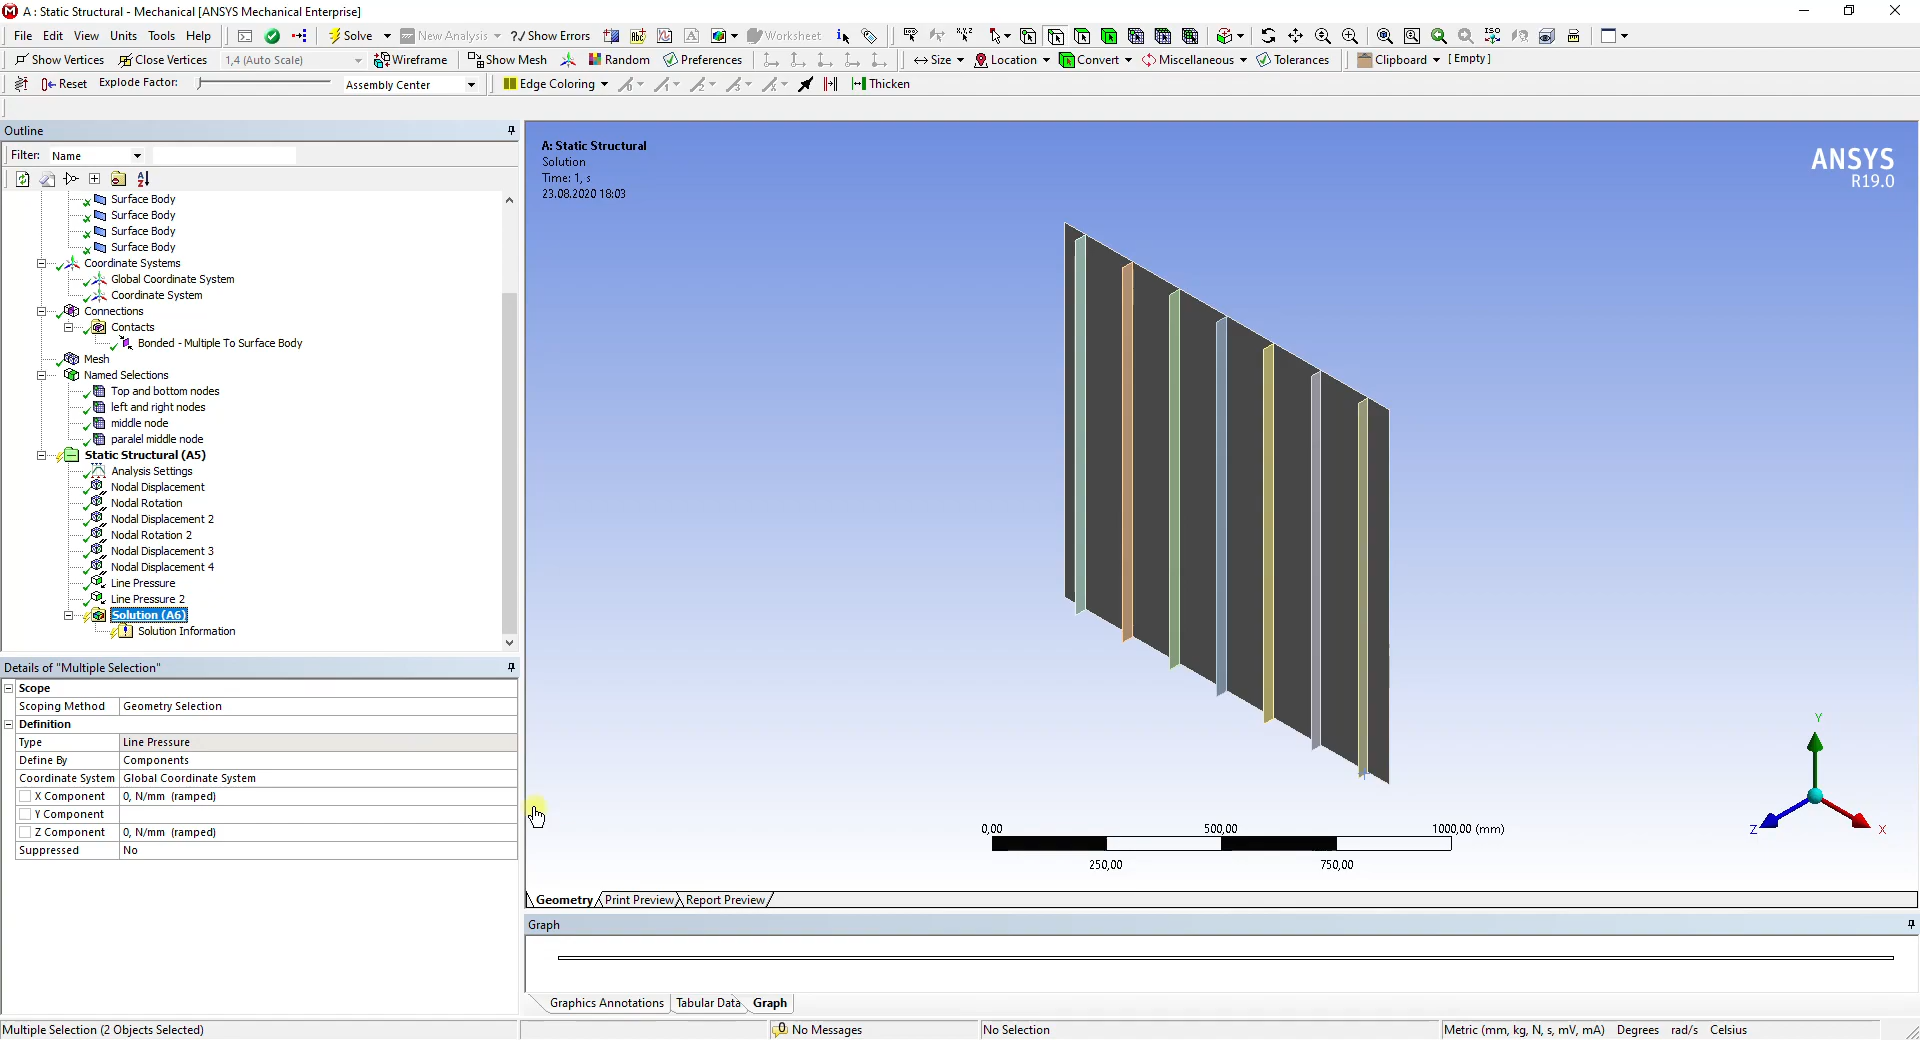 A : Static Structural - Mechanical [ANSYS Mechanical Enterprise]
File Edit View Units Tools Help Solve New Analysis Show Errors Worksheet
Show Vertices Close Vertices 1,4 (Auto Scale) Wireframe Show Mesh Random Preferences Size Location Convert Miscellaneous Tolerances Clipboard [ Empty ]
Reset Explode Factor: Assembly Center Edge Coloring Thicken
Outline
Filter: Name
Surface Body
Surface Body
Surface Body
Surface Body
Coordinate Systems
Global Coordinate System
Coordinate System
Connections
Contacts
Bonded - Multiple To Surface Body
Mesh
Named Selections
Top and bottom nodes
left and right nodes
middle node
paralel middle node
Static Structural (A5)
Analysis Settings
Nodal Displacement
Nodal Rotation
Nodal Displacement 2
Nodal Rotation 2
Nodal Displacement 3
Nodal Displacement 4
Line Pressure
Line Pressure 2
Solution (A6)
Solution Information
Details of "Multiple Selection"
Scope
Scoping Method Geometry Selection
Definition
Type Line Pressure
Define By Components
Coordinate System Global Coordinate System
X Component 0, N/mm (ramped)
Y Component
Z Component 0, N/mm (ramped)
Suppressed No
A: Static Structural
Solution
Time: 1, s
23.08.2020 18:03
ANSYS
R19.0
Y
Z X
0,00 500,00 1000,00 (mm)
250,00 750,00
Geometry Print Preview Report Preview
Graph
Graphics Annotations Tabular Data Graph
Multiple Selection (2 Objects Selected) 0 No Messages No Selection Metric (mm, kg, N, s, mV, mA) Degrees rad/s Celsius